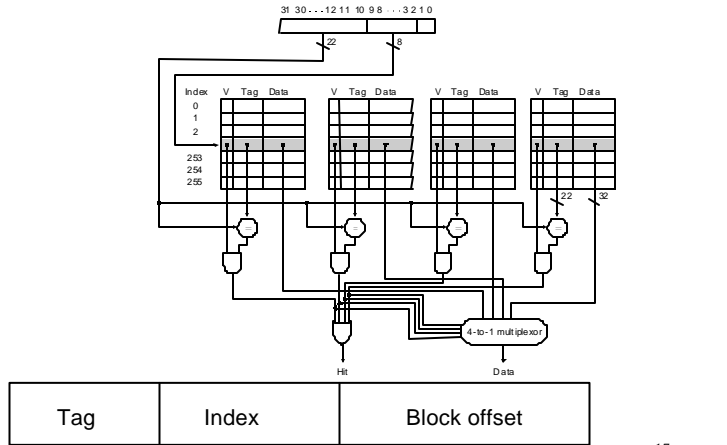 31 30 · · · 12 11 10 9 8 · · · 3 2 1 0
22
8
Index V Tag Data V Tag Data V Tag Data V Tag Data
0
1
2
253
254
255
22
32
=
=
=
=
4-to-1 multiplexor
Hit
Data
Tag
Index
Block offset